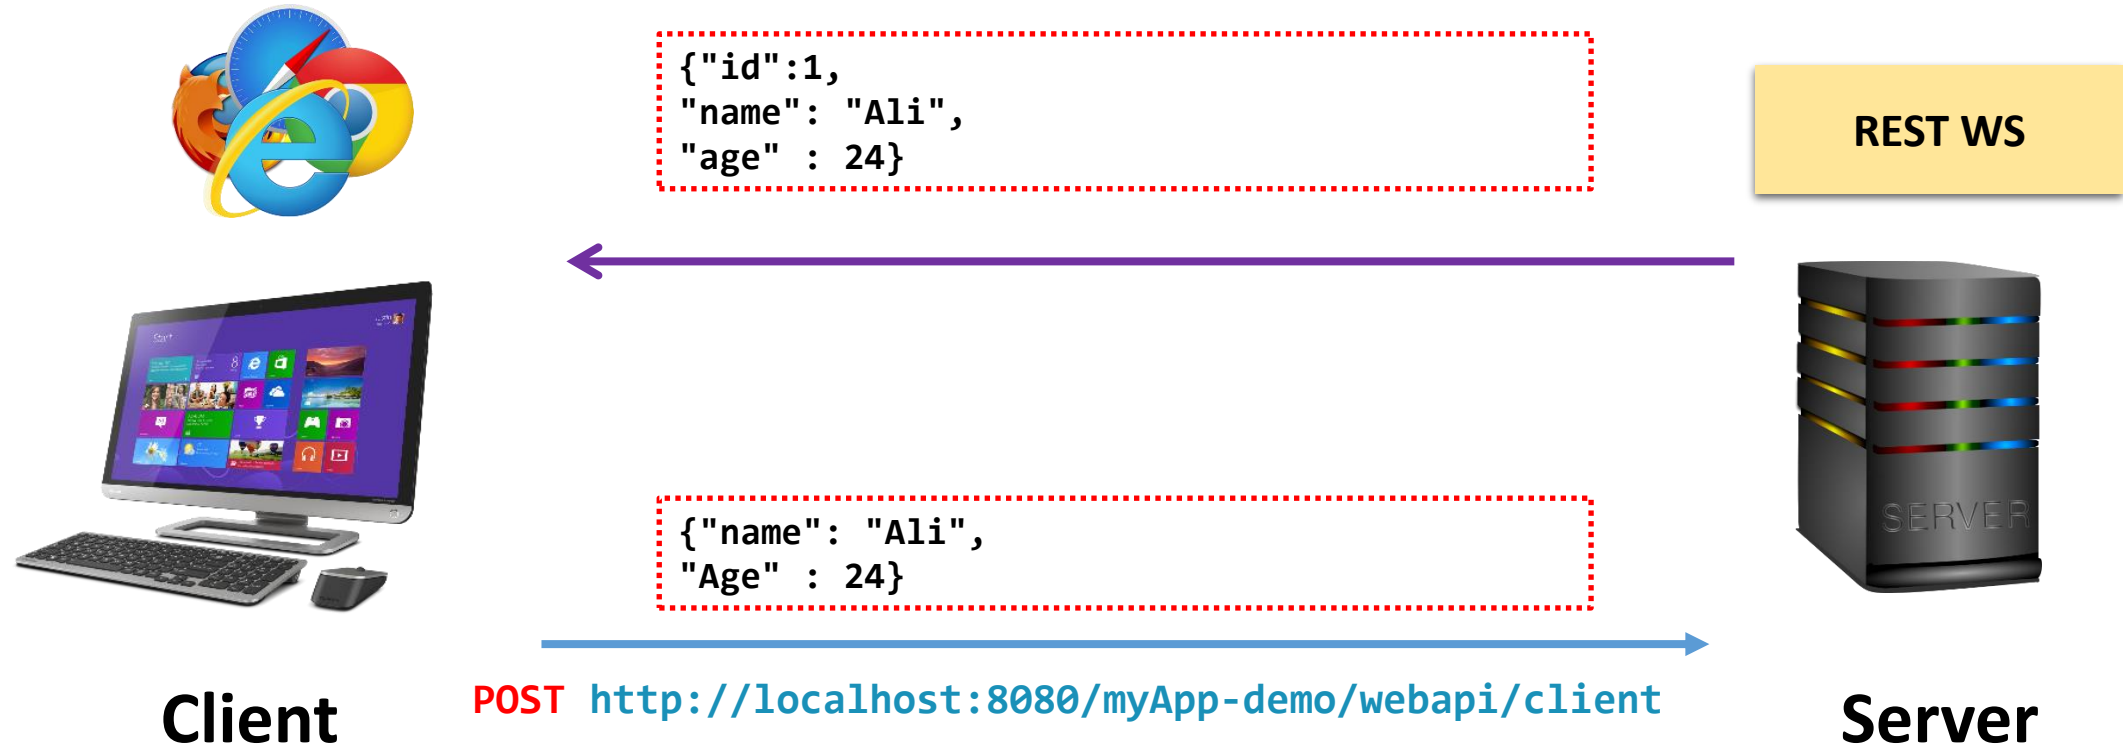 {"id":1,
"name": "Ali",
"age" : 24}
REST WS
Start
SERVER
{"name": "Ali",
"Age" : 24}
POST http://localhost:8080/myApp-demo/webapi/client
Client
Server